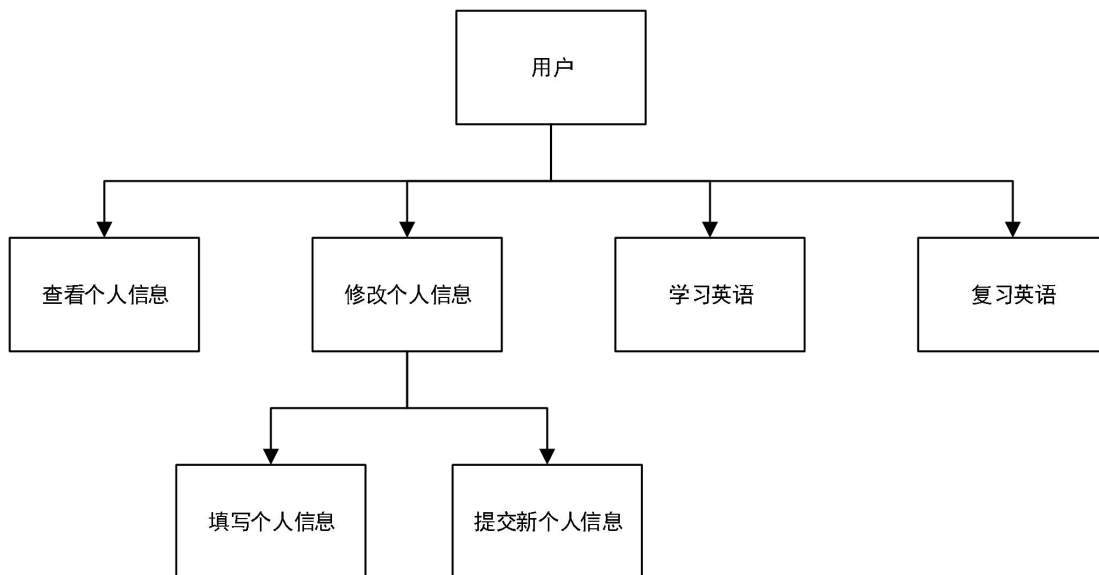 用户
查看个人信息
修改个人信息
学习英语
复习英语
填写个人信息
提交新个人信息